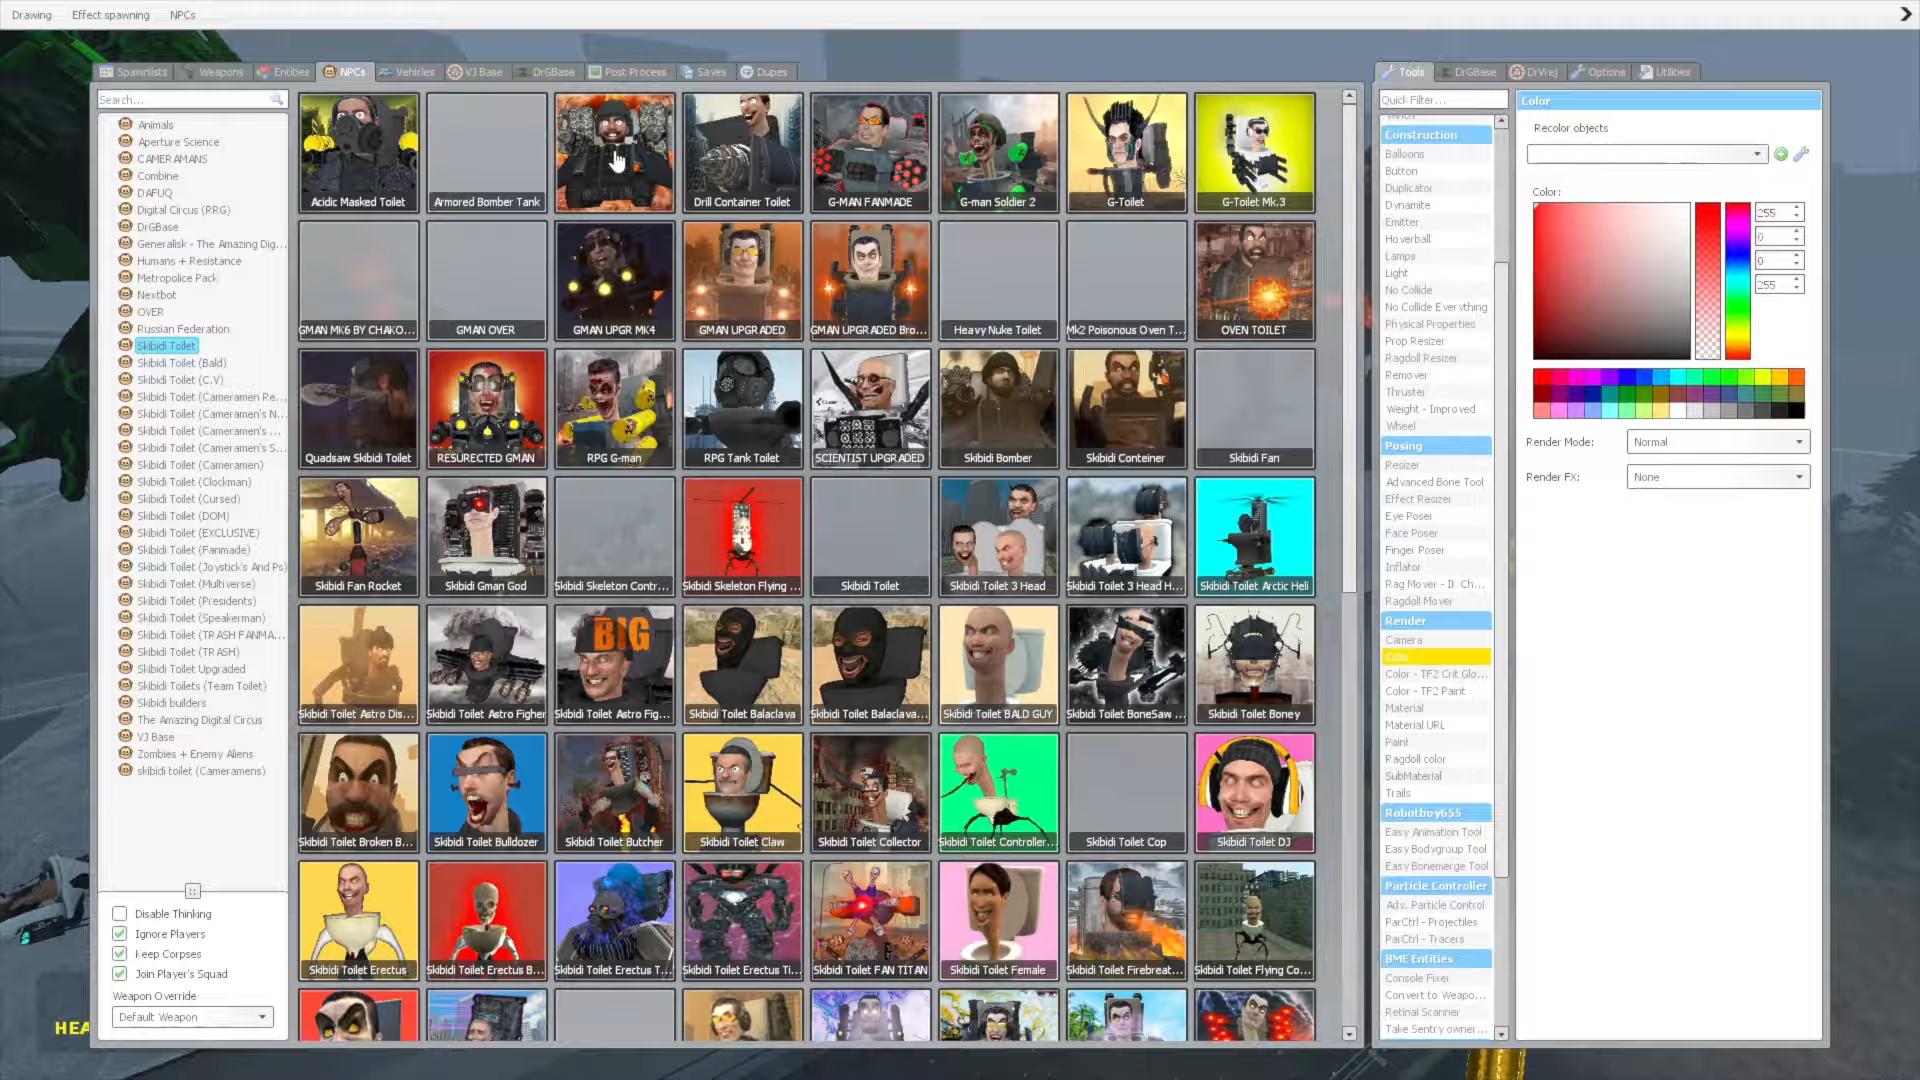 Drawing Effect spawning NPCs
Spawnlists Weapons Entities NPCs Vehicles VJ Base DrGBase Post Process Saves Dupes
Search...
Animals
Aperture Science
CAMERAMANS
Combine
DAFUQ
Digital Circus (RRG)
DrGBase
Generalisk - The Amazing Dig...
Humans + Resistance
Metropolice Pack
Nextbot
OVER
Russian Federation
Skibidi Toilet
Skibidi Toilet (Bald)
Skibidi Toilet (C.V)
Skibidi Toilet (Cameramen Re...
Skibidi Toilet (Cameramen's N...
Skibidi Toilet (Cameramen's ...
Skibidi Toilet (Cameramen's S...
Skibidi Toilet (Cameramen)
Skibidi Toilet (Clockman)
Skibidi Toilet (Cursed)
Skibidi Toilet (DOM)
Skibidi Toilet (EXCLUSIVE)
Skibidi Toilet (Fanmade)
Skibidi Toilet (Joystick's And Ps)
Skibidi Toilet (Multiverse)
Skibidi Toilet (Presidents)
Skibidi Toilet (Speakerman)
Skibidi Toilet (TRASH FANMA...
Skibidi Toilet (TRASH)
Skibidi Toilet Upgraded
Skibidi Toilets (Team Toilet)
Skibidi builders
The Amazing Digital Circus
VJ Base
Zombies + Enemy Aliens
skibidi toilet (Cameramens)
Disable Thinking
Ignore Players
Keep Corpses
Join Player's Squad
Weapon Override
Default Weapon
HEA
Acidic Masked Toilet Armored Bomber Tank Drill Container Toilet G-MAN FANMADE G-man Soldier 2 G-Toilet G-Toilet Mk.3
GMAN MK6 BY CHAKO... GMAN OVER GMAN UPGR MK4 GMAN UPGRADED GMAN UPGRADED Bro... Heavy Nuke Toilet Mk2 Poisonous Oven T... OVEN TOILET
Quadsaw Skibidi Toilet RESURECTED GMAN RPG G-man RPG Tank Toilet SCIENTIST UPGRADED Skibidi Bomber Skibidi Conteiner Skibidi Fan
Skibidi Fan Rocket Skibidi Gman God Skibidi Skeleton Contr... Skibidi Skeleton Flying ... Skibidi Toilet Skibidi Toilet 3 Head Skibidi Toilet 3 Head H... Skibidi Toilet Arctic Heli
BIG
Skibidi Toilet Astro Des... Skibidi Toilet Astro Figher Skibidi Toilet Astro Fig... Skibidi Toilet Balaclava Skibidi Toilet Balaclava... Skibidi Toilet BALD GUY Skibidi Toilet BoneSaw ... Skibidi Toilet Boney
Skibidi Toilet Broken B... Skibidi Toilet Bulldozer Skibidi Toilet Butcher Skibidi Toilet Claw Skibidi Toilet Collector Skibidi Toilet Controller... Skibidi Toilet Cop Skibidi Toilet DJ
Skibidi Toilet Erectus Skibidi Toilet Erectus B... Skibidi Toilet Erectus T... Skibidi Toilet Erectus Ti... Skibidi Toilet FAN TITAN Skibidi Toilet Female Skibidi Toilet Firebreat... Skibidi Toilet Flying Co...
Tools DrGBase DrVrej Options Utilities
Quick Filter...
Winch
Construction
Balloons
Button
Duplicator
Dynamite
Emitter
Hoverball
Lamps
Light
No Collide
No Collide Everything
Physical Properties
Prop Resizer
Ragdoll Resizer
Remover
Thruster
Weight - Improved
Wheel
Posing
Resizer
Advanced Bone Tool
Effect Resizer
Eye Poser
Face Poser
Finger Poser
Inflator
Rag Mover - IK Ch...
Ragdoll Mover
Render
Camera
Color
Color - TF2 Crit Glo...
Color - TF2 Paint
Material
Material URL
Paint
Ragdoll color
SubMaterial
Trails
Robotboy655
Easy Animation Tool
Easy Bodygroup Tool
Easy Bonemerge Tool
Particle Controller
Adv. Particle Control
ParCtrl - Projectiles
ParCtrl - Tracers
BME Entities
Console Fixer
Convert to Weapo...
Retinal Scanner
Take Sentry owner...
Color
Recolor objects
Color:
255
0
0
255
Render Mode: Normal
Render FX: None